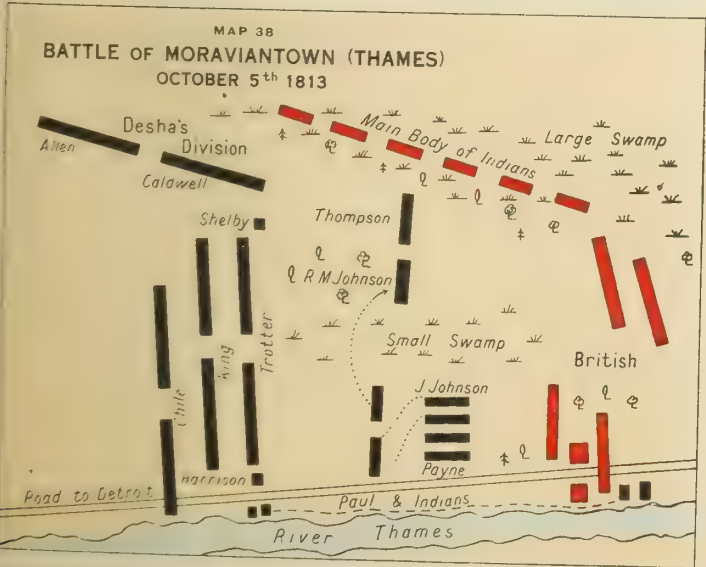 MAP 38
BATTLE OF MORAVIANTOWN (THAMES)
OCTOBER 5th 1813
Desha's
Division
Allen
Caldwell
Main Body of Indians
Large Swamp
Shelby
Thompson
R M Johnson
Small Swamp
British
Chile
King
Trotter
J Johnson
Payne
Harrison
Road to Detroit
Paul & Indians
River Thames